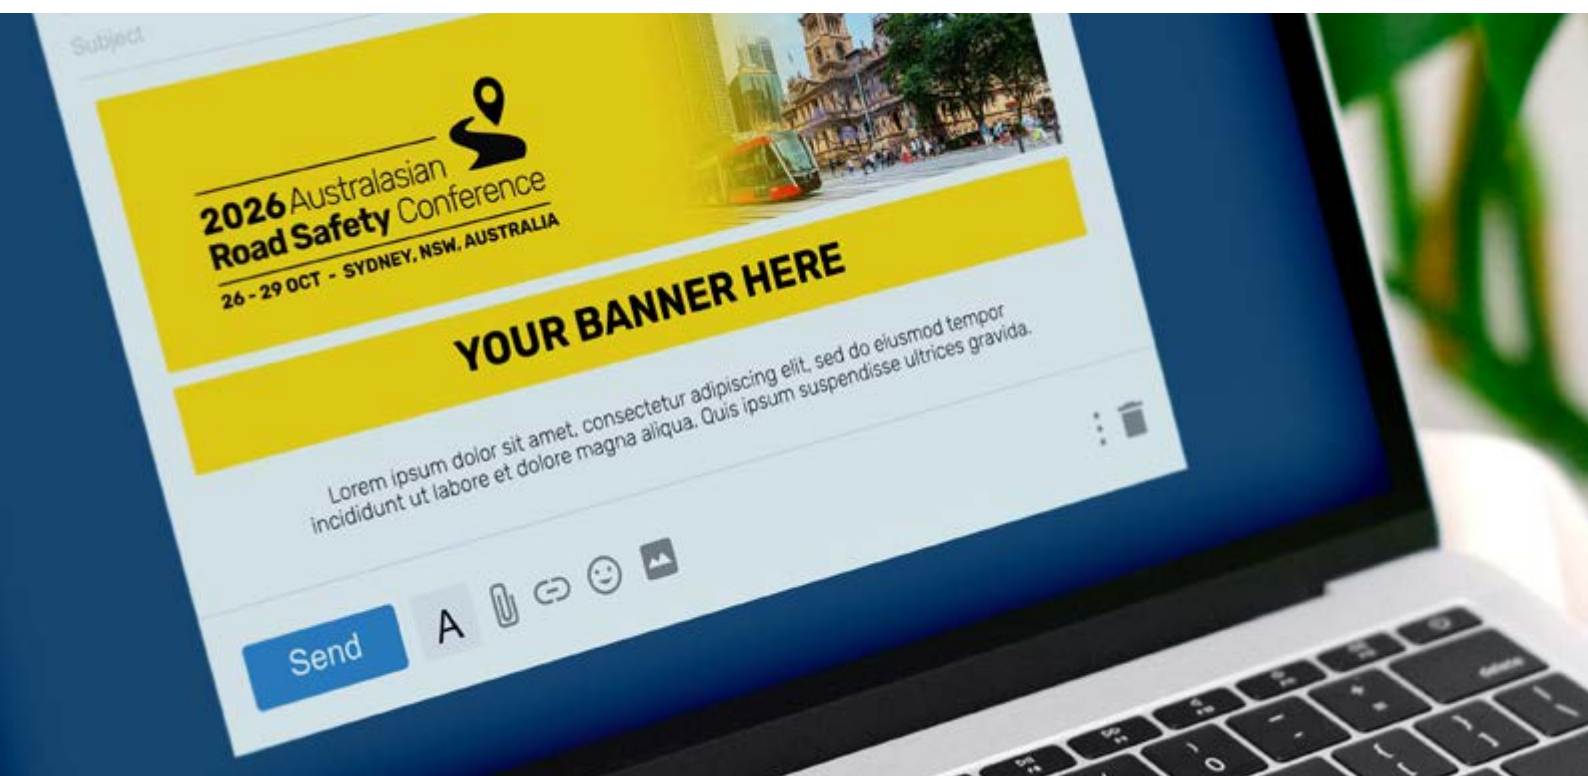 Subject
2026 Australasian
Road Safety Conference
26 - 29 OCT - SYDNEY, NSW, AUSTRALIA
YOUR BANNER HERE
Lorem ipsum dolor sit amet, consectetur adipiscing elit, sed do eiusmod tempor
incididunt ut labore et dolore magna aliqua. Quis ipsum suspendisse ultrices gravida.
Send
A
delete